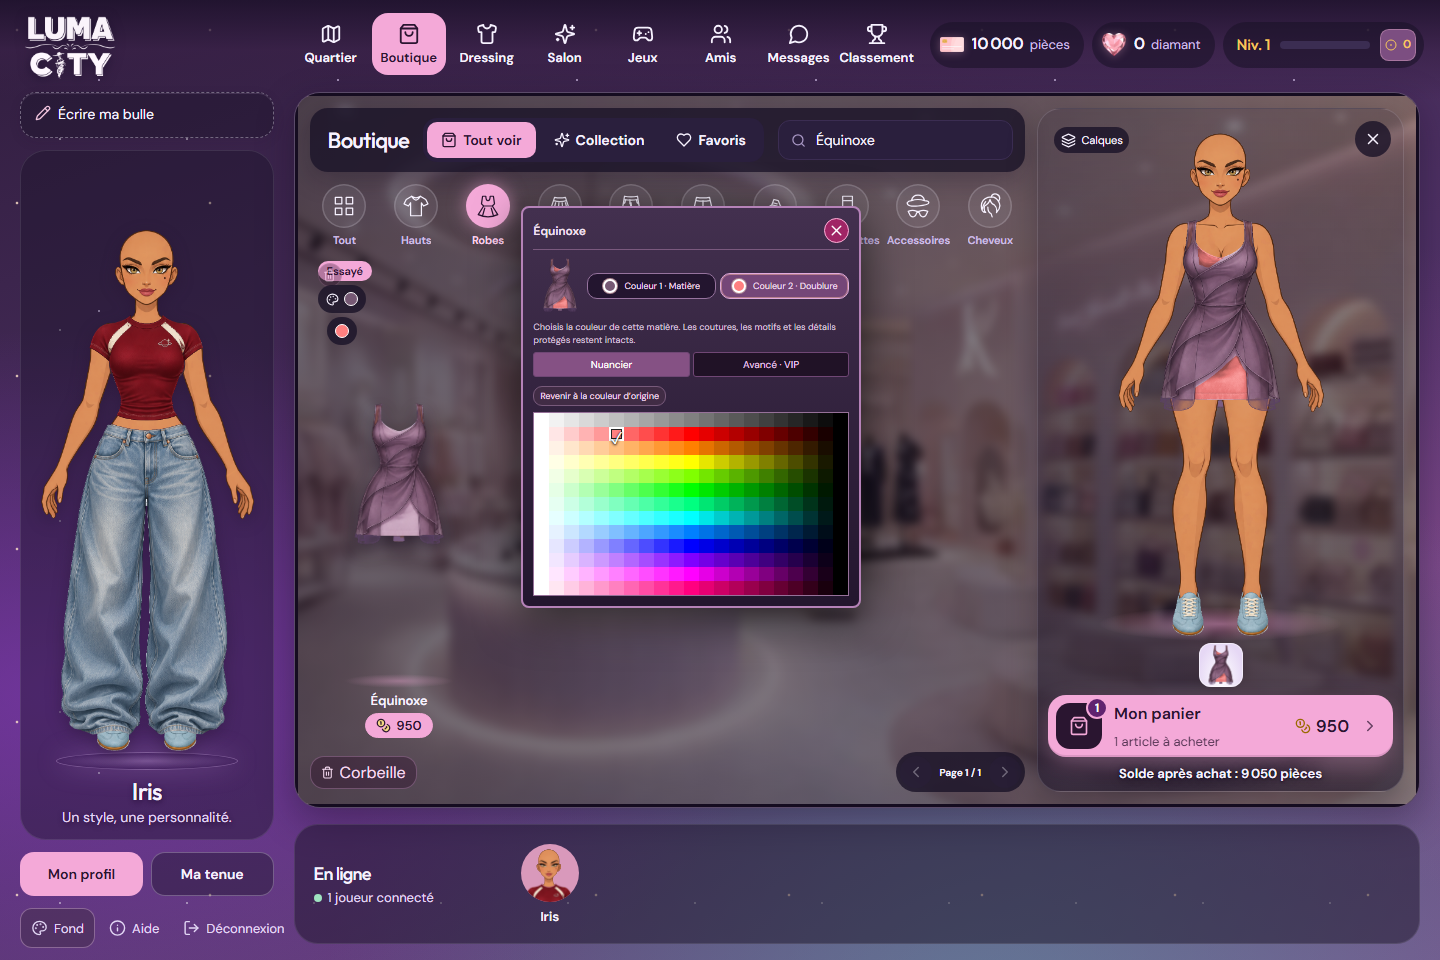 LUMA
CITY
Quartier
Boutique
Dressing
Salon
Jeux
Amis
Messages
Classement
10 000 pièces
0 diamant
Niv. 1
0
Écrire ma bulle
Boutique
Tout voir
Collection
Favoris
Équinoxe
Calques
Tout
Hauts
Robes
ttes
Accessoires
Cheveux
Essayé
Équinoxe
Couleur 1 · Matière
Couleur 2 · Doublure
Choisis la couleur de cette matière. Les coutures, les motifs et les détails
protégés restent intacts.
Nuancier
Avancé · VIP
Revenir à la couleur d'origine
Équinoxe
950
Corbeille
Page 1 / 1
1
Mon panier
1 article à acheter
950
Solde après achat : 9 050 pièces
Iris
Un style, une personnalité.
Mon profil
Ma tenue
Fond
Aide
Déconnexion
En ligne
1 joueur connecté
Iris